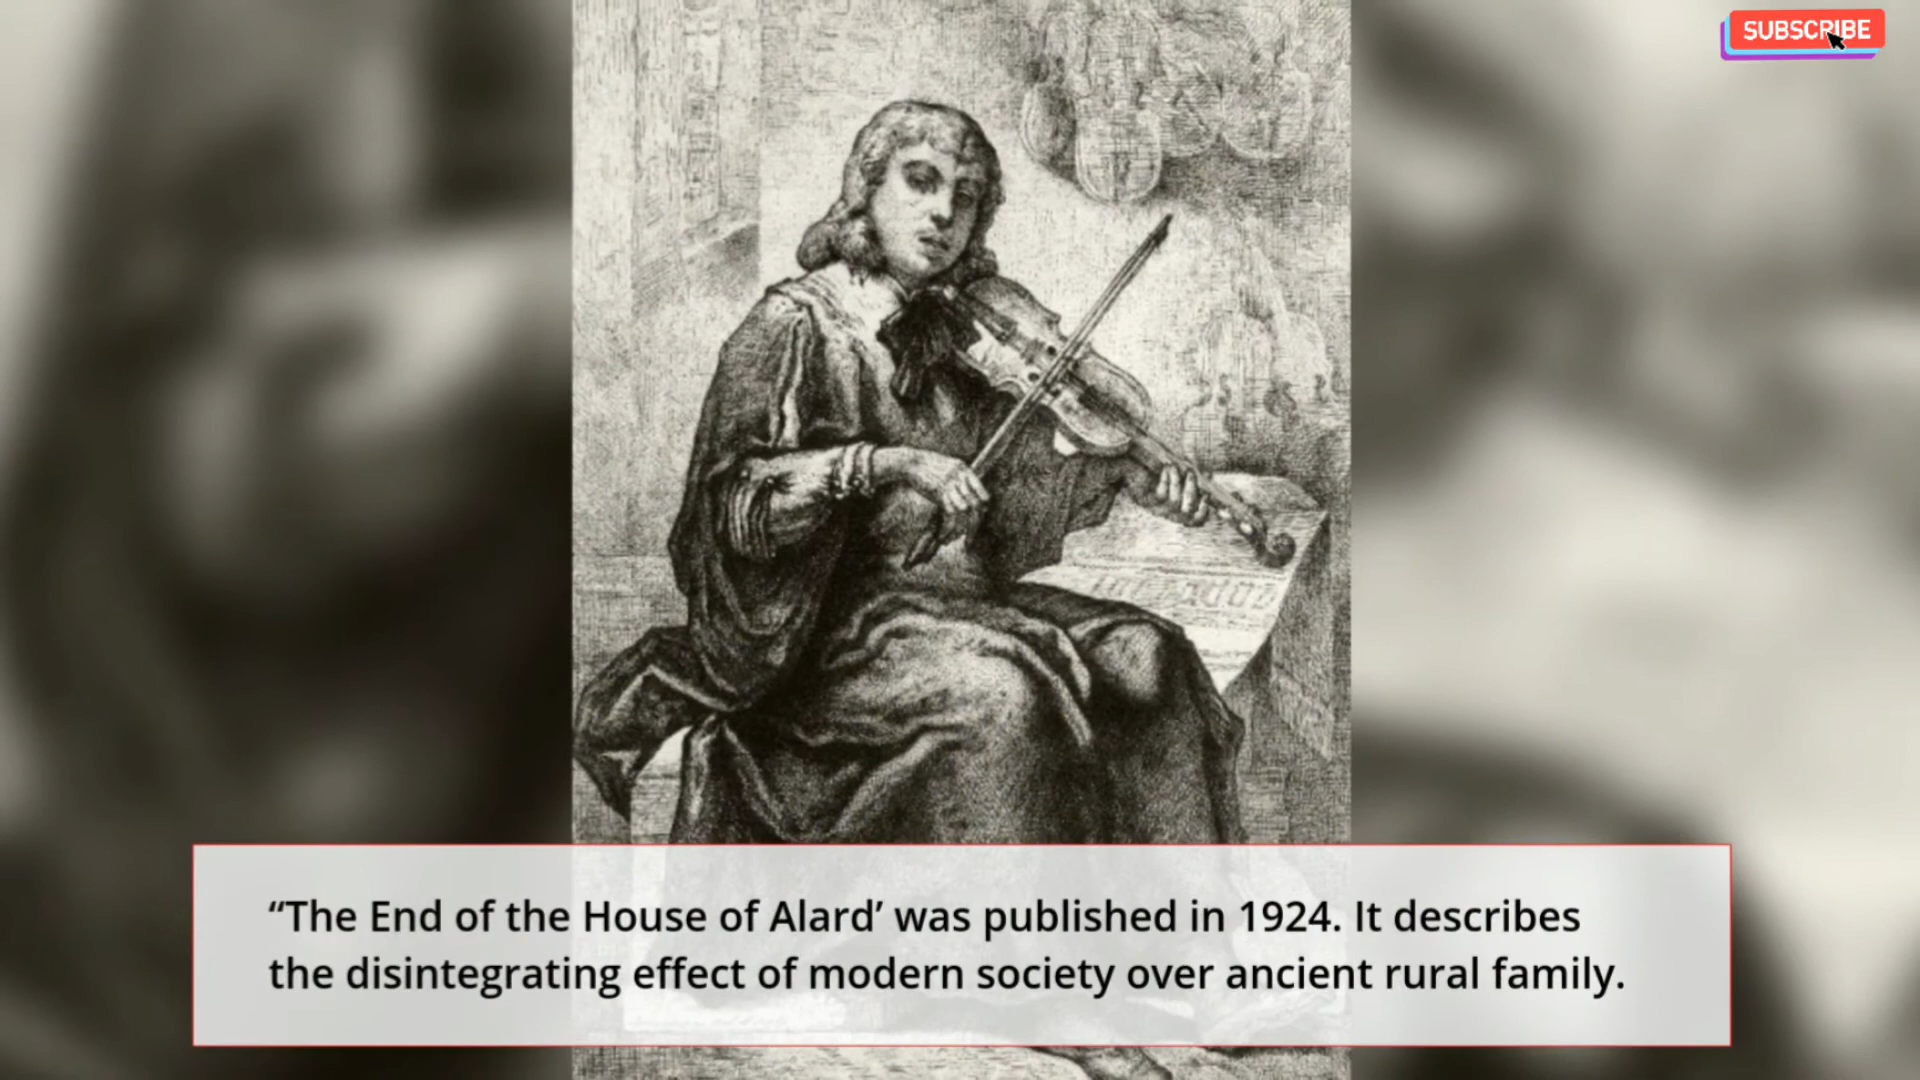 SUBSCRIBE
“The End of the House of Alard’ was published in 1924. It describes
the disintegrating effect of modern society over ancient rural family.